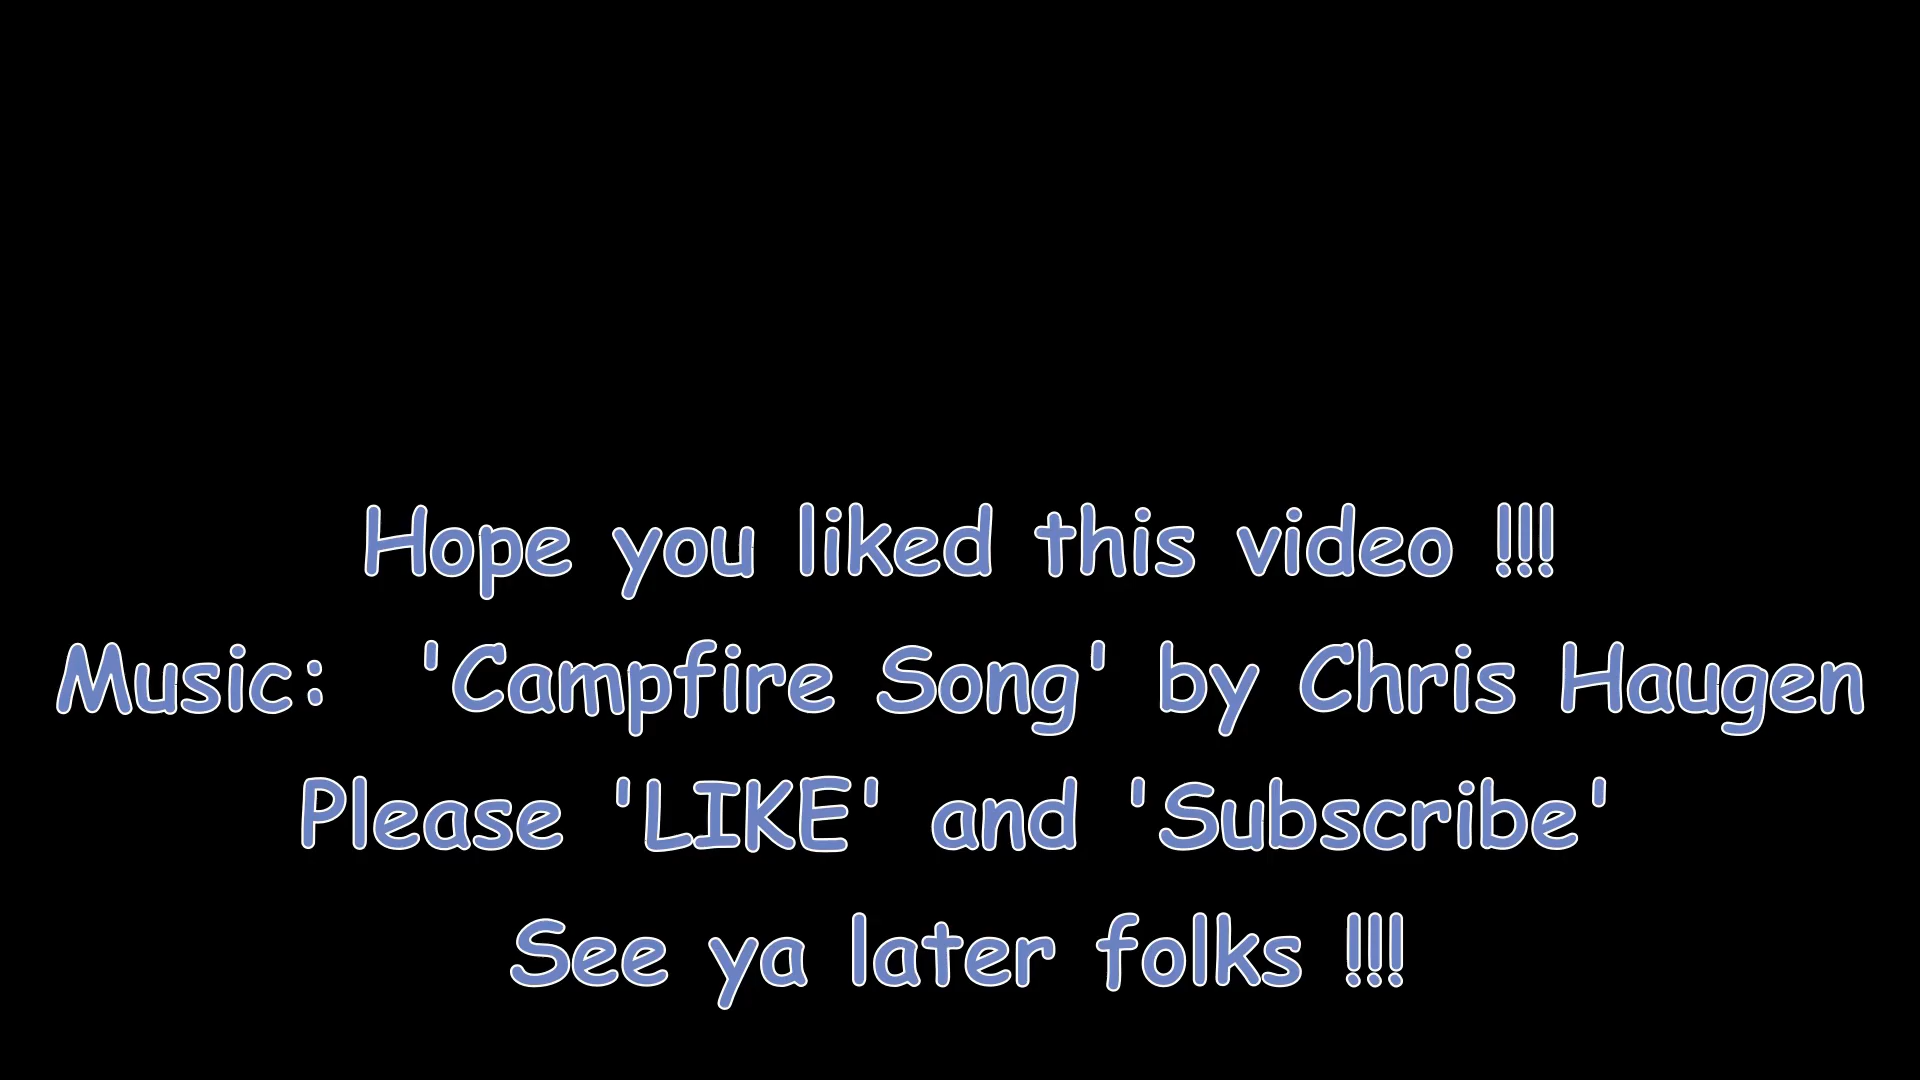 Hope you liked this video !!!
Music:  'Campfire Song' by Chris Haugen
Please 'LIKE' and 'Subscribe'
See ya later folks !!!